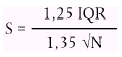 S = 1,25 IQR
1,35 √N